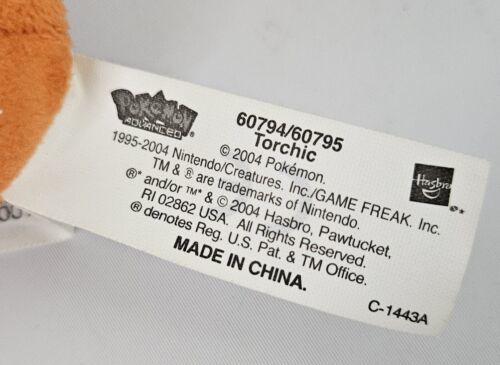 POKéMON
ADVANCED
60794/60795
Torchic
© 2004 Pokémon.
1995-2004 Nintendo/Creatures, Inc./GAME FREAK. Inc.
TM & ® are trademarks of Nintendo.
®* and/or ™* & © 2004 Hasbro, Pawtucket,
RI 02862 USA. All Rights Reserved.
® denotes Reg. U.S. Pat. & TM Office.
MADE IN CHINA.
Hasbro
®*
C-1443A